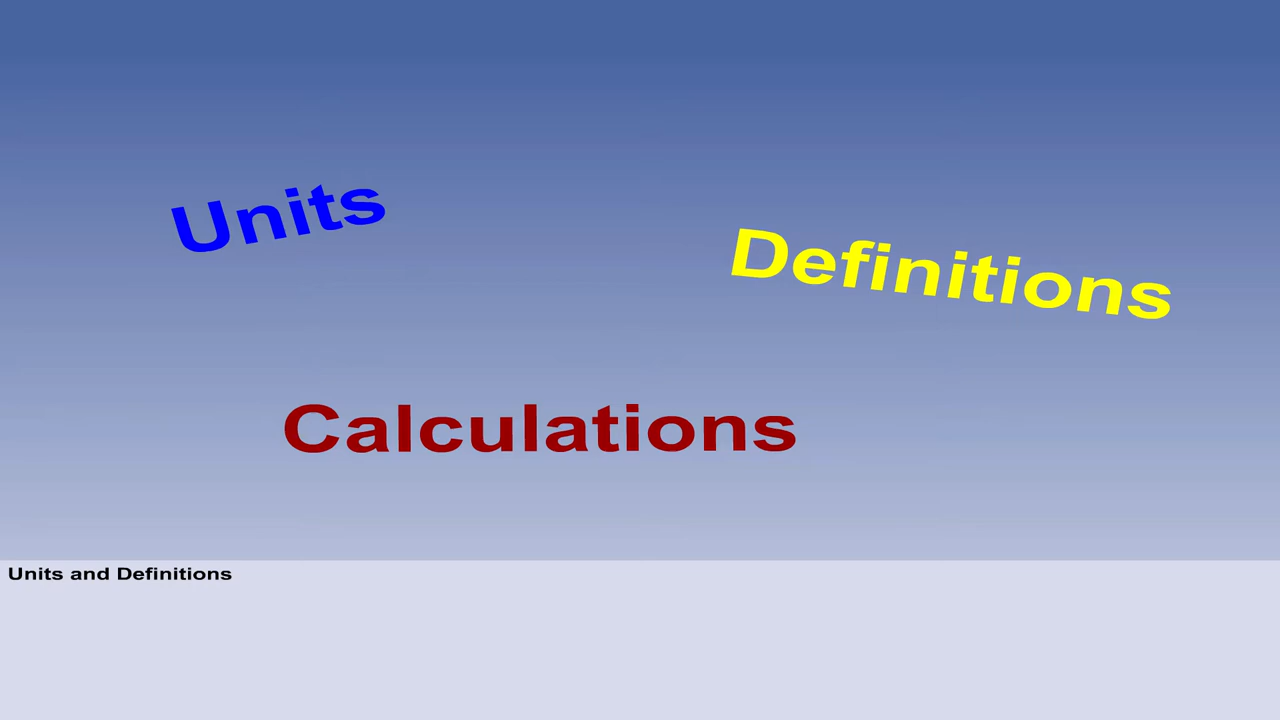 Units
Definitions
Calculations
Units and Definitions